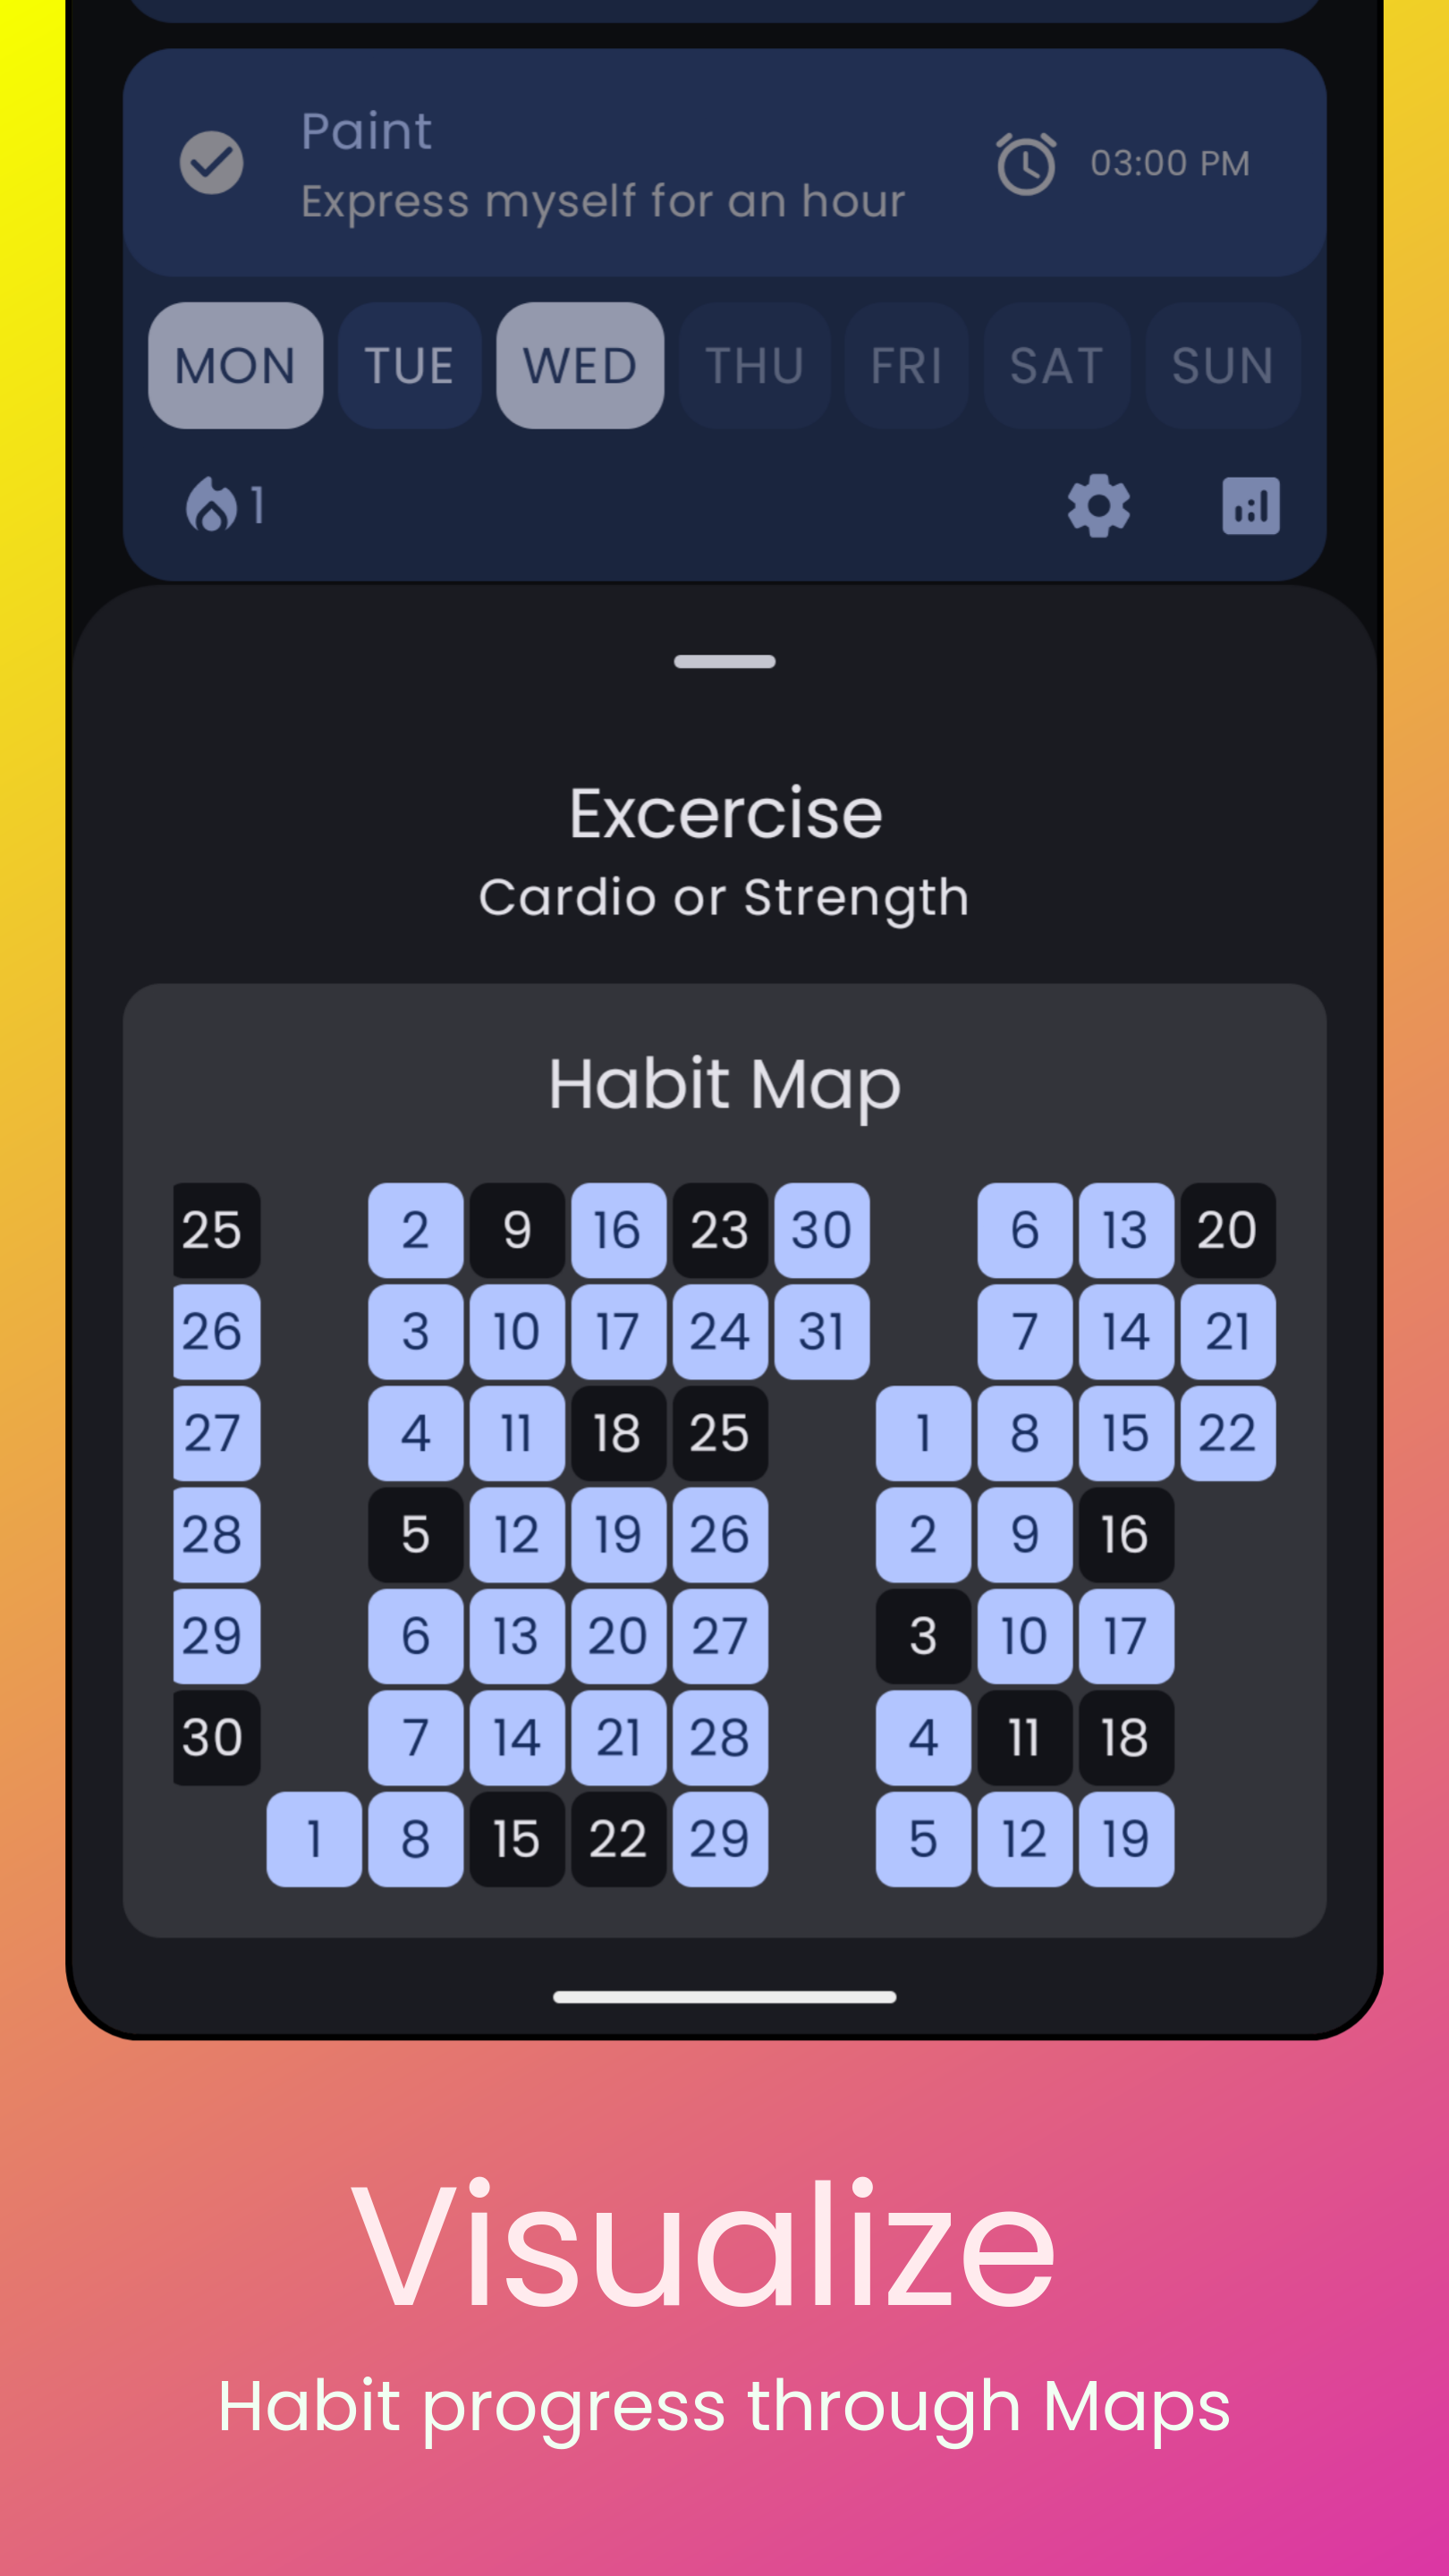 Paint
Express myself for an hour
03:00 PM
MON TUE WED THU FRI SAT SUN
1
Excercise
Cardio or Strength
Habit Map
25 2 9 16 23 30 6 13 20
26 3 10 17 24 31 7 14 21
27 4 11 18 25 1 8 15 22
28 5 12 19 26 2 9 16
29 6 13 20 27 3 10 17
30 7 14 21 28 4 11 18
1 8 15 22 29 5 12 19
Visualize
Habit progress through Maps